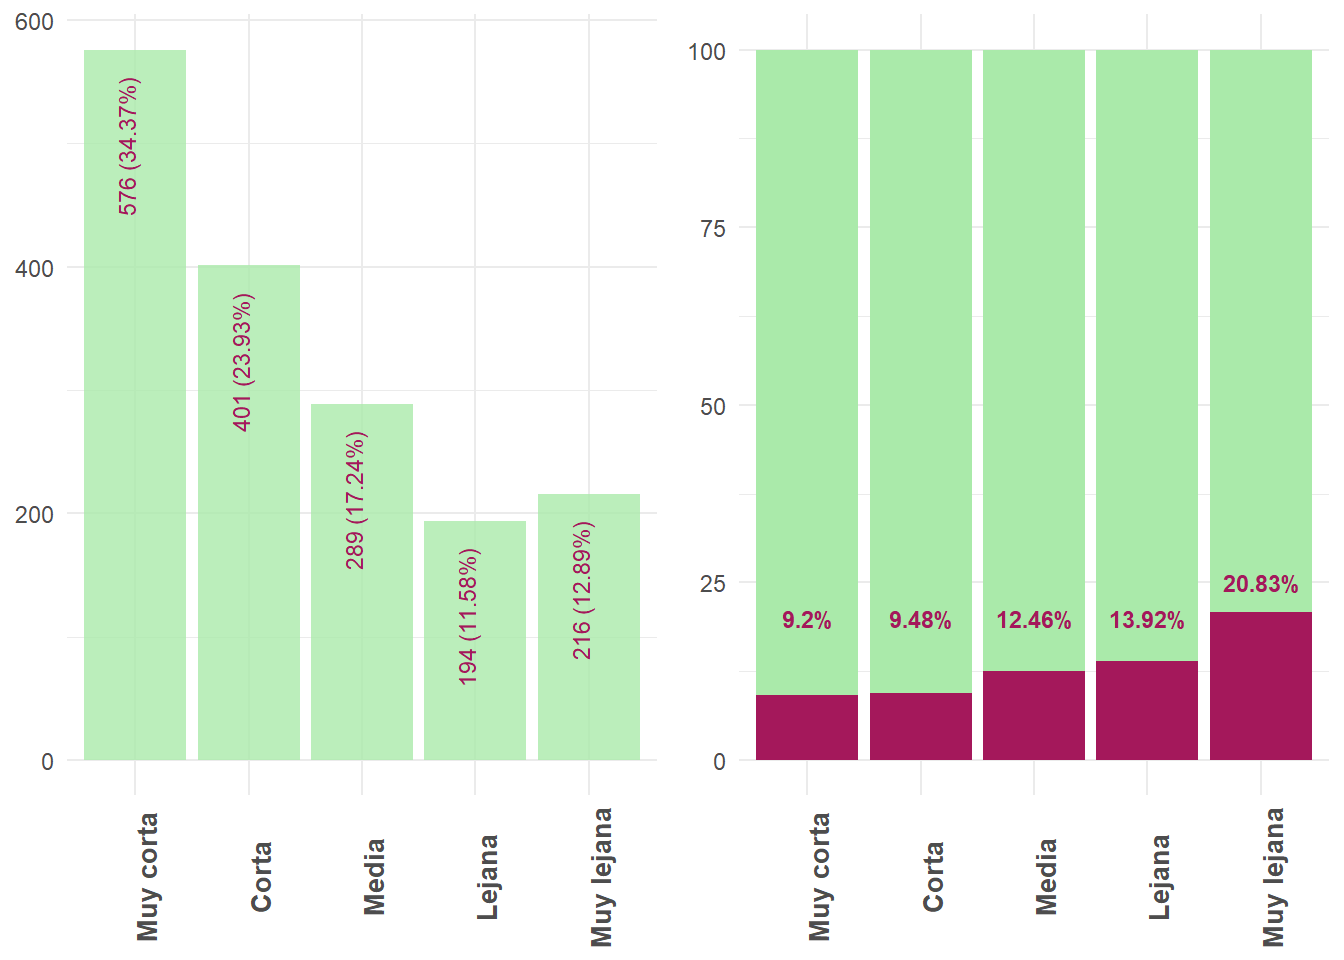 600
400
200
0
576 (34.37%)
401 (23.93%)
289 (17.24%)
194 (11.58%)
216 (12.89%)
Muy corta
Corta
Media
Lejana
Muy lejana
100
75
50
25
0
9.2%
9.48%
12.46%
13.92%
20.83%
Muy corta
Corta
Media
Lejana
Muy lejana